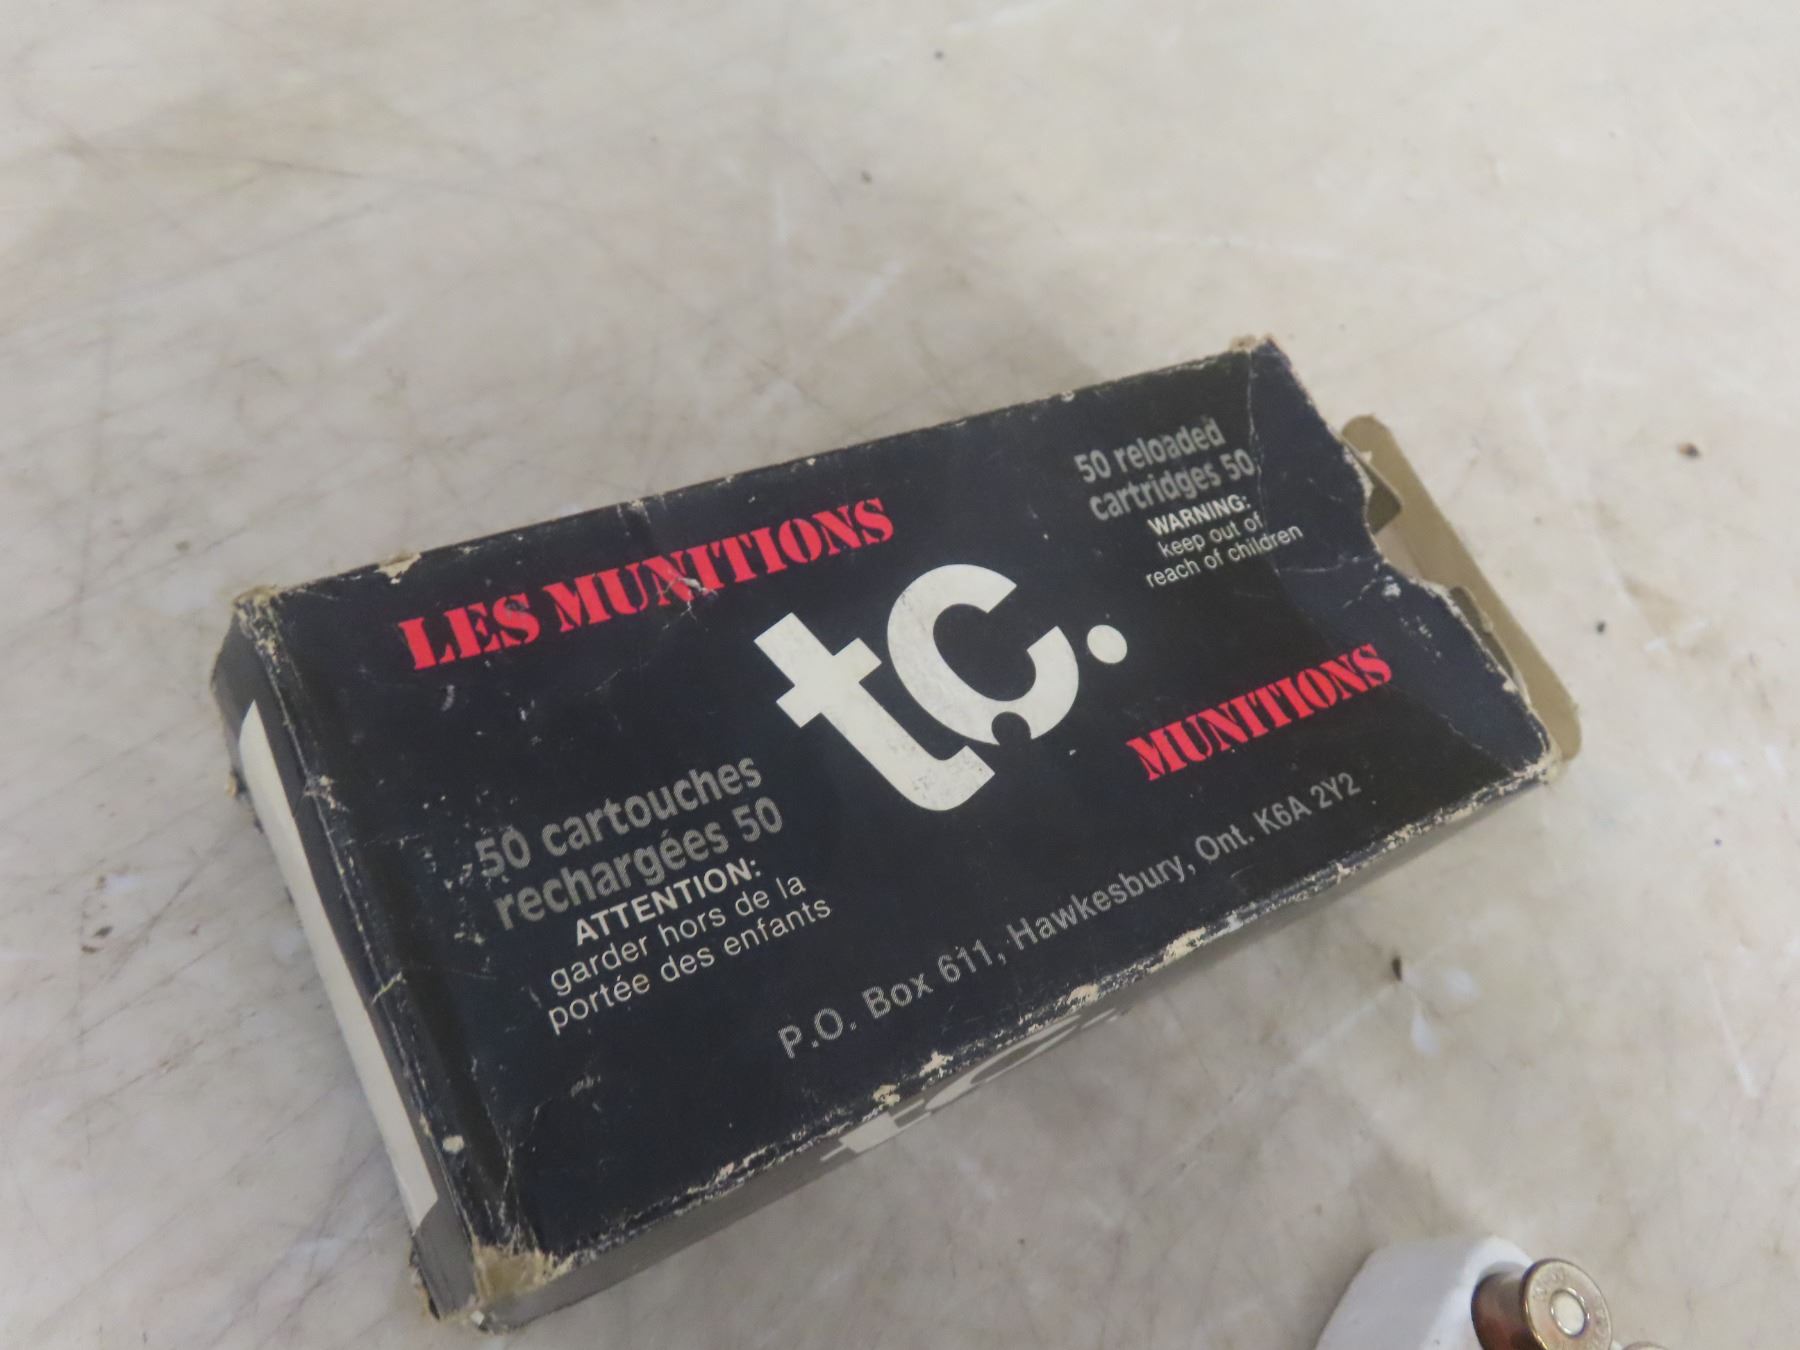 LES MUNITIONS
tc.
MUNITIONS
50 reloaded
cartridges 50
WARNING:
keep out of
reach of children
50 cartouches
rechargées 50
ATTENTION:
garder hors de la
portée des enfants
P.O. Box 611, Hawkesbury, Ont. K6A 2Y2
tc.